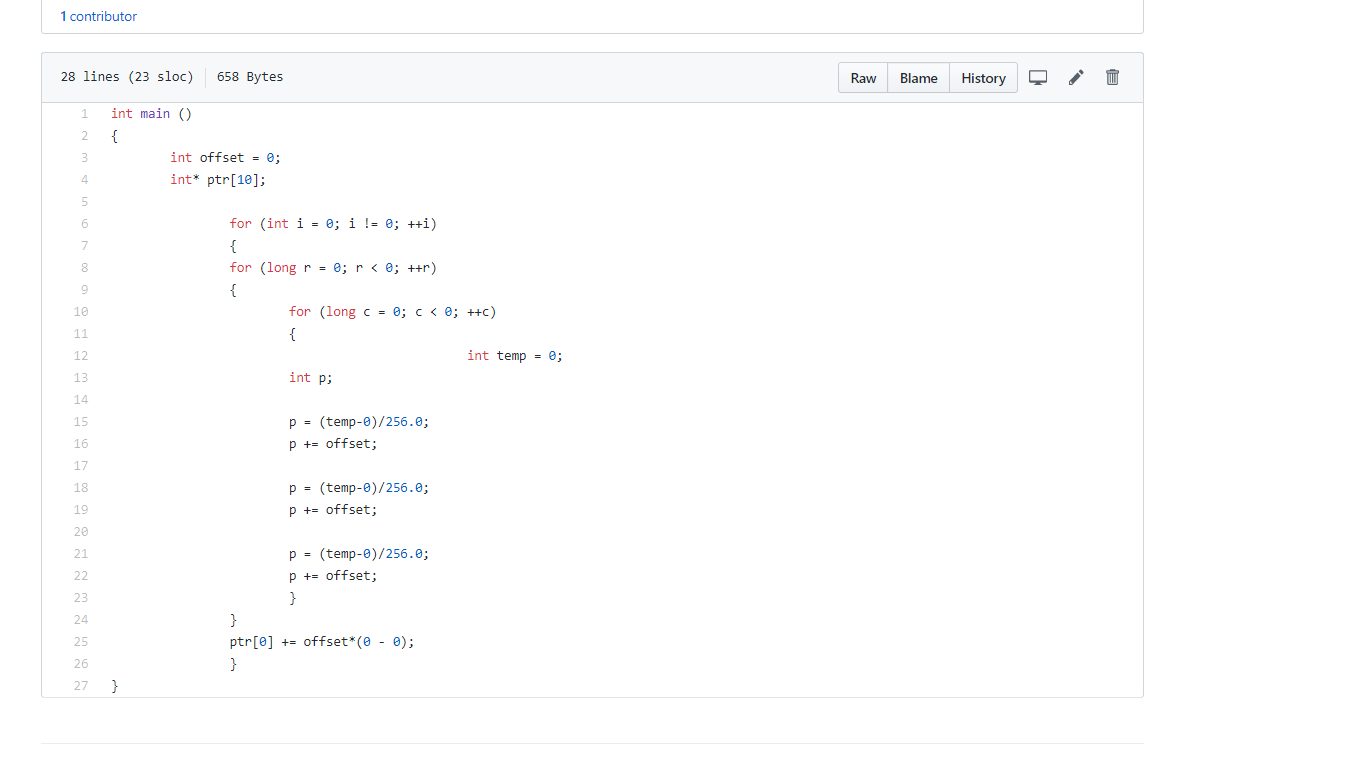 1 contributor
28 lines (23 sloc) 658 Bytes Raw Blame History
1 int main ()
2 {
3 int offset = 0;
4 int* ptr[10];
5
6 for (int i = 0; i != 0; ++i)
7 {
8 for (long r = 0; r < 0; ++r)
9 {
10 for (long c = 0; c < 0; ++c)
11 {
12 int temp = 0;
13 int p;
14
15 p = (temp-0)/256.0;
16 p += offset;
17
18 p = (temp-0)/256.0;
19 p += offset;
20
21 p = (temp-0)/256.0;
22 p += offset;
23 }
24 }
25 ptr[0] += offset*(0 - 0);
26 }
27 }